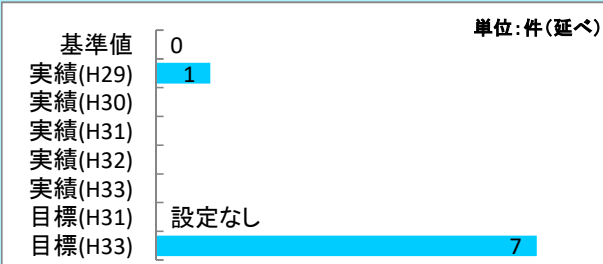 単位:件(延べ)
基準値 0
実績(H29) 1
実績(H30)
実績(H31)
実績(H32)
実績(H33)
目標(H31) 設定なし
目標(H33) 7